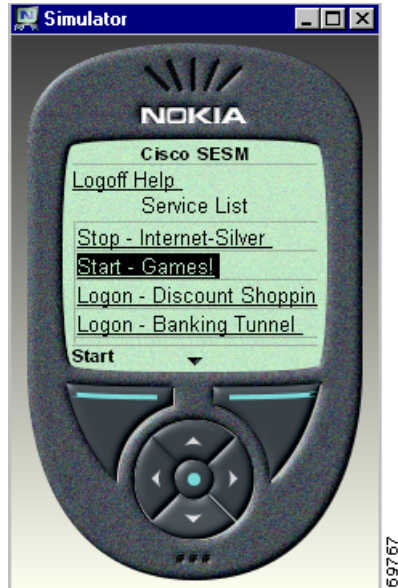 Simulator
NOKIA
Cisco SESM
Logoff Help
Service List
Stop - Internet-Silver
Start - Games!
Logon - Discount Shoppin
Logon - Banking Tunnel
Start
69767